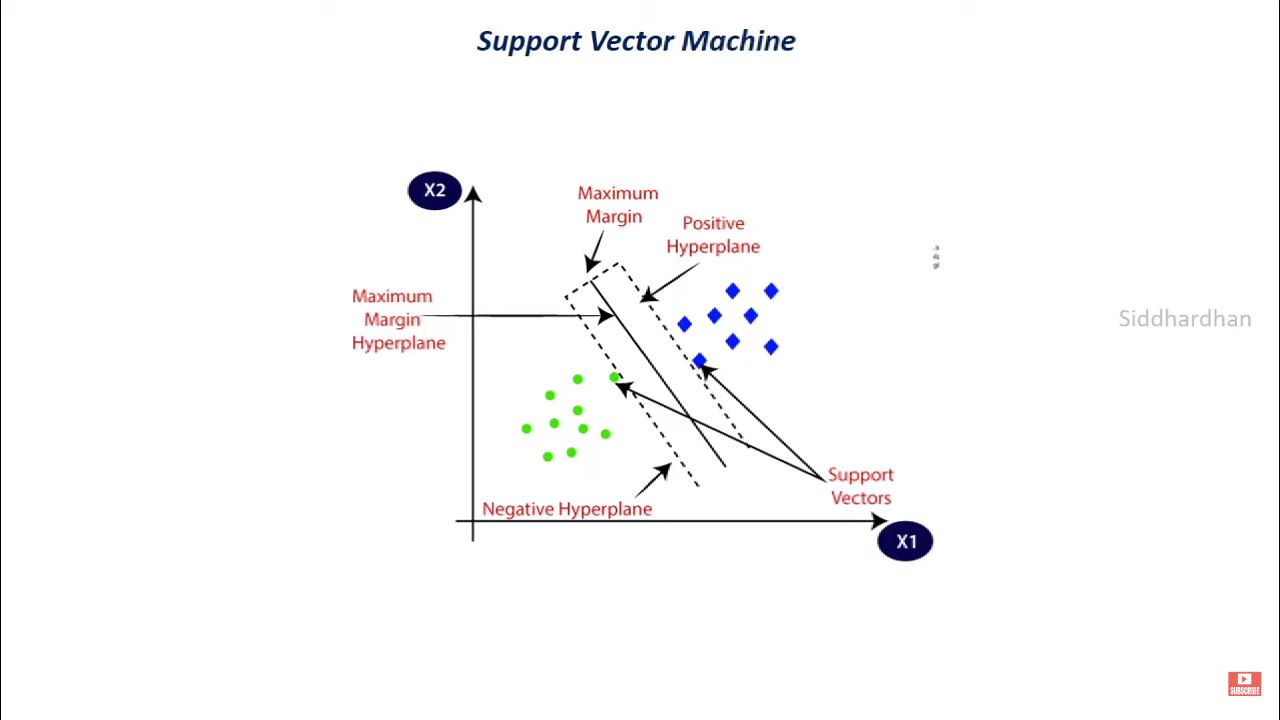 Support Vector Machine
X2
Maximum
Margin
Positive
Hyperplane
Maximum
Margin
Hyperplane
Siddhardhan
Support
Vectors
Negative Hyperplane
X1
SUBSCRIBE